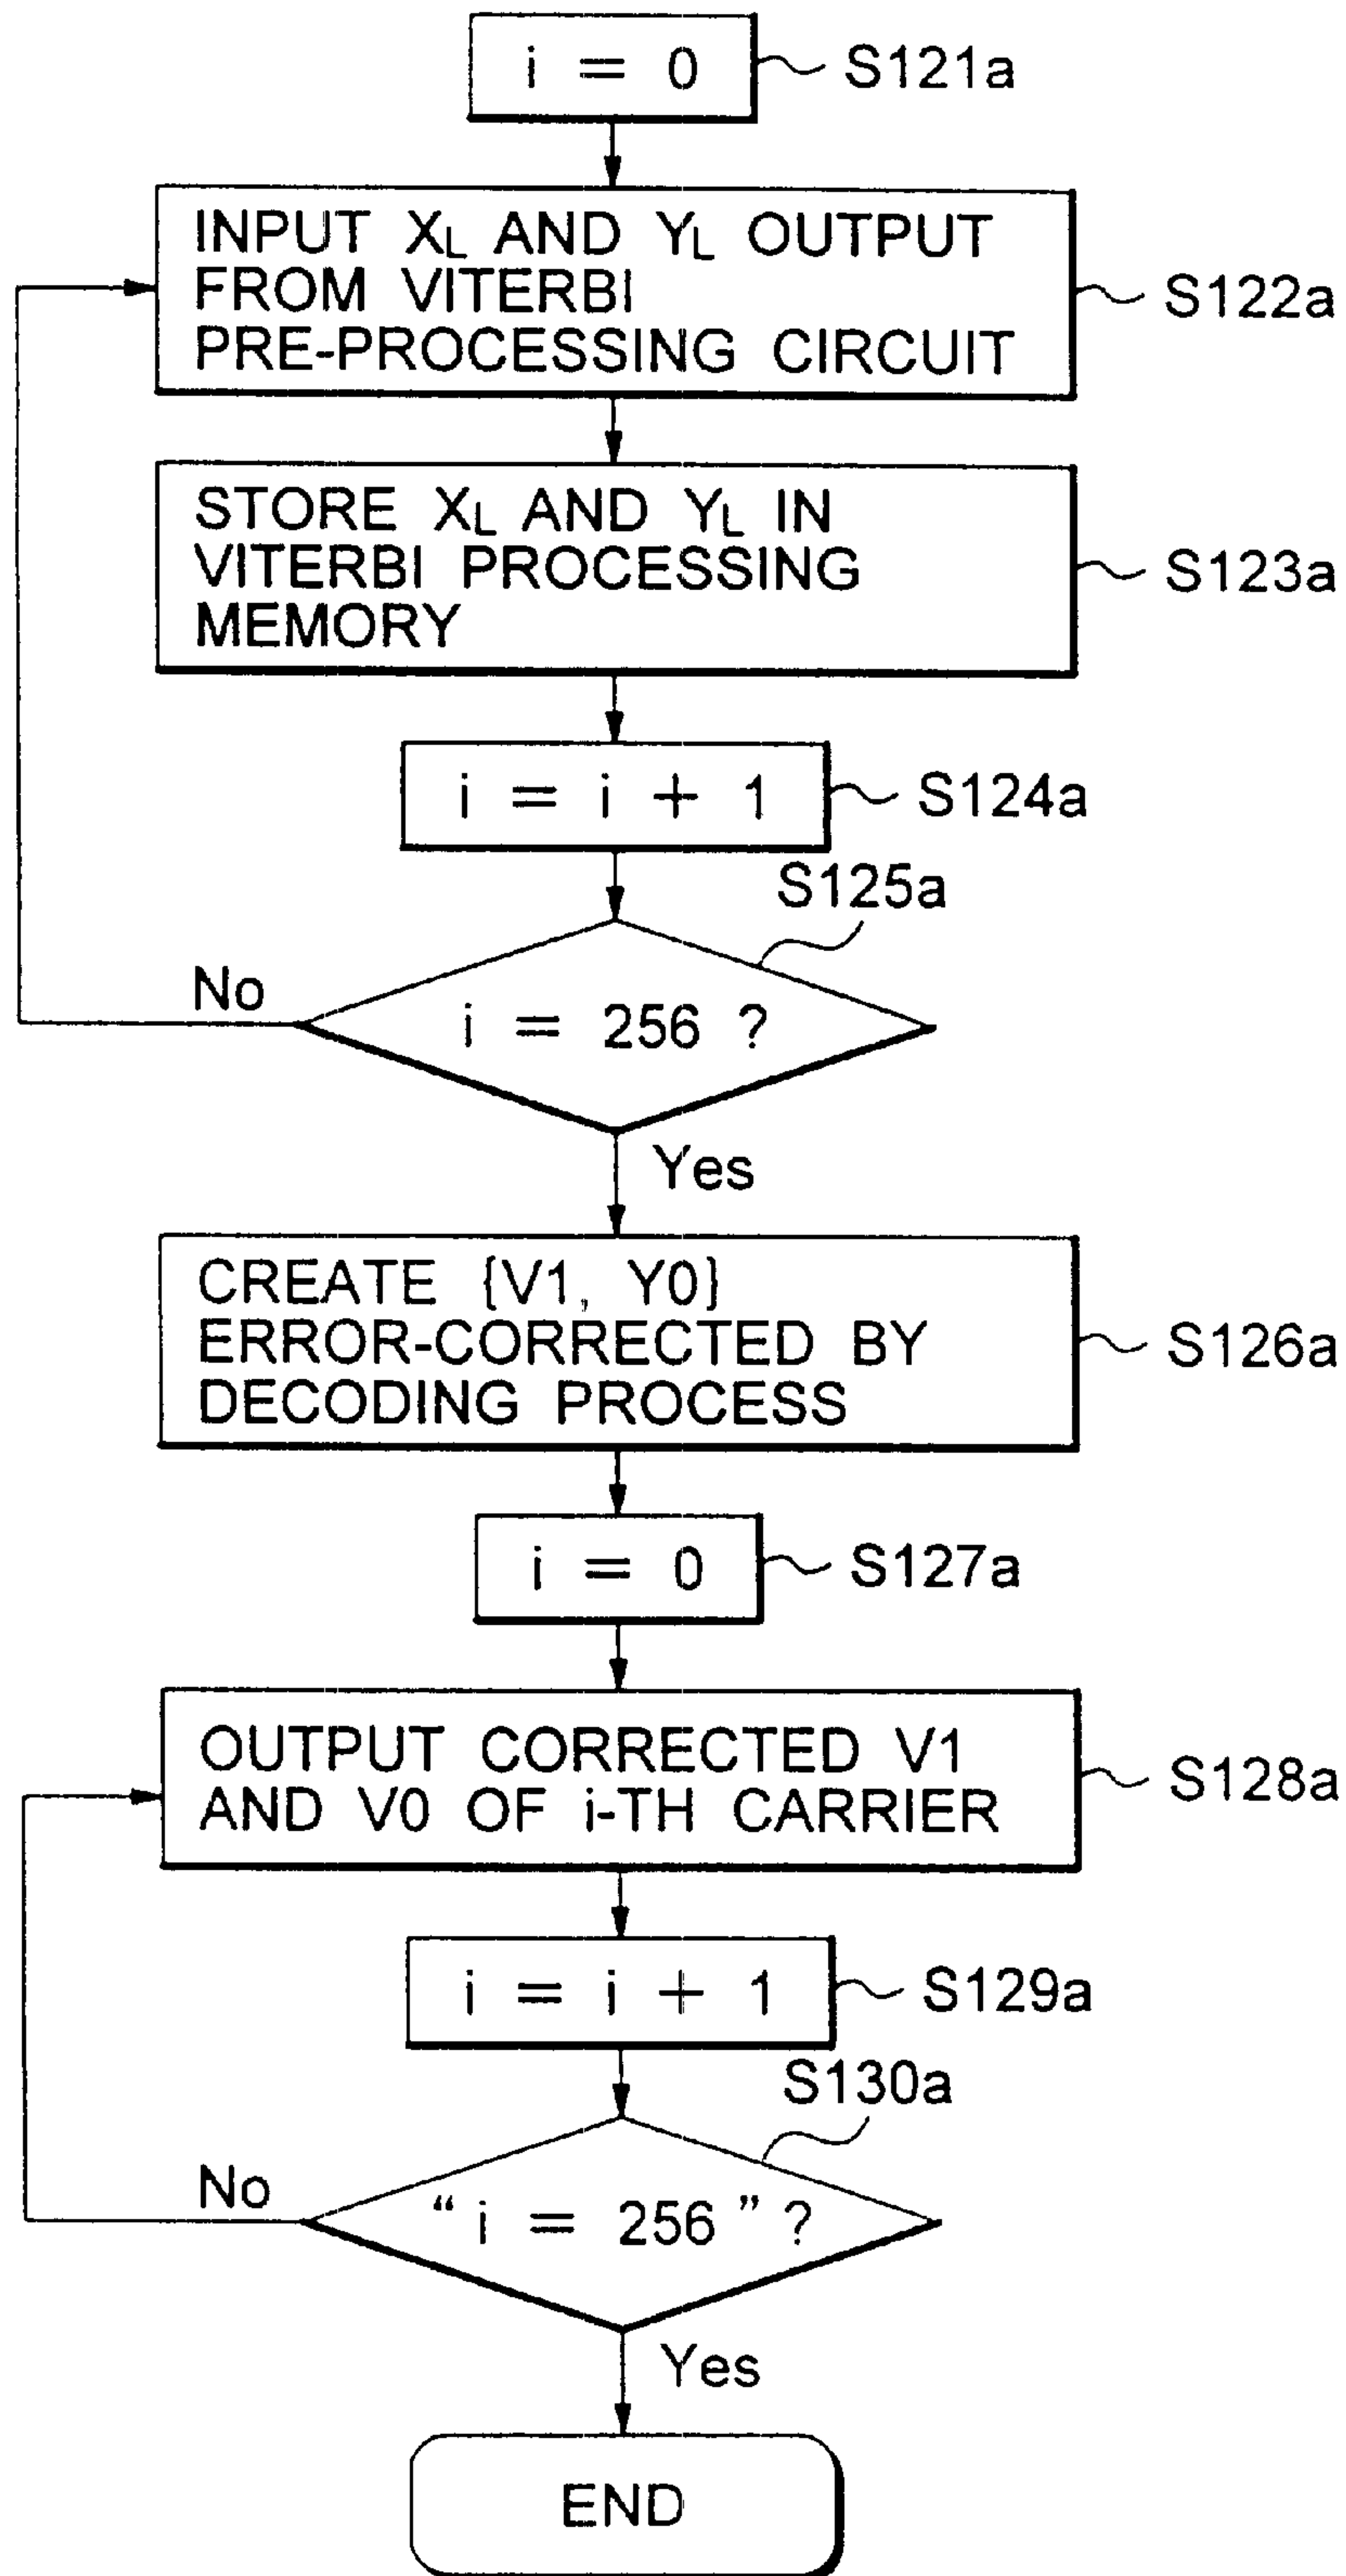 i = 0
S121a
INPUT XL AND YL OUTPUT
FROM VITERBI
PRE-PROCESSING CIRCUIT
S122a
STORE XL AND YL IN
VITERBI PROCESSING
MEMORY
S123a
i = i + 1
S124a
S125a
No
i = 256 ?
Yes
CREATE {V1, Y0}
ERROR-CORRECTED BY
DECODING PROCESS
S126a
i = 0
S127a
OUTPUT CORRECTED V1
AND V0 OF i-TH CARRIER
S128a
i = i + 1
S129a
S130a
No
“ i = 256 ” ?
Yes
END